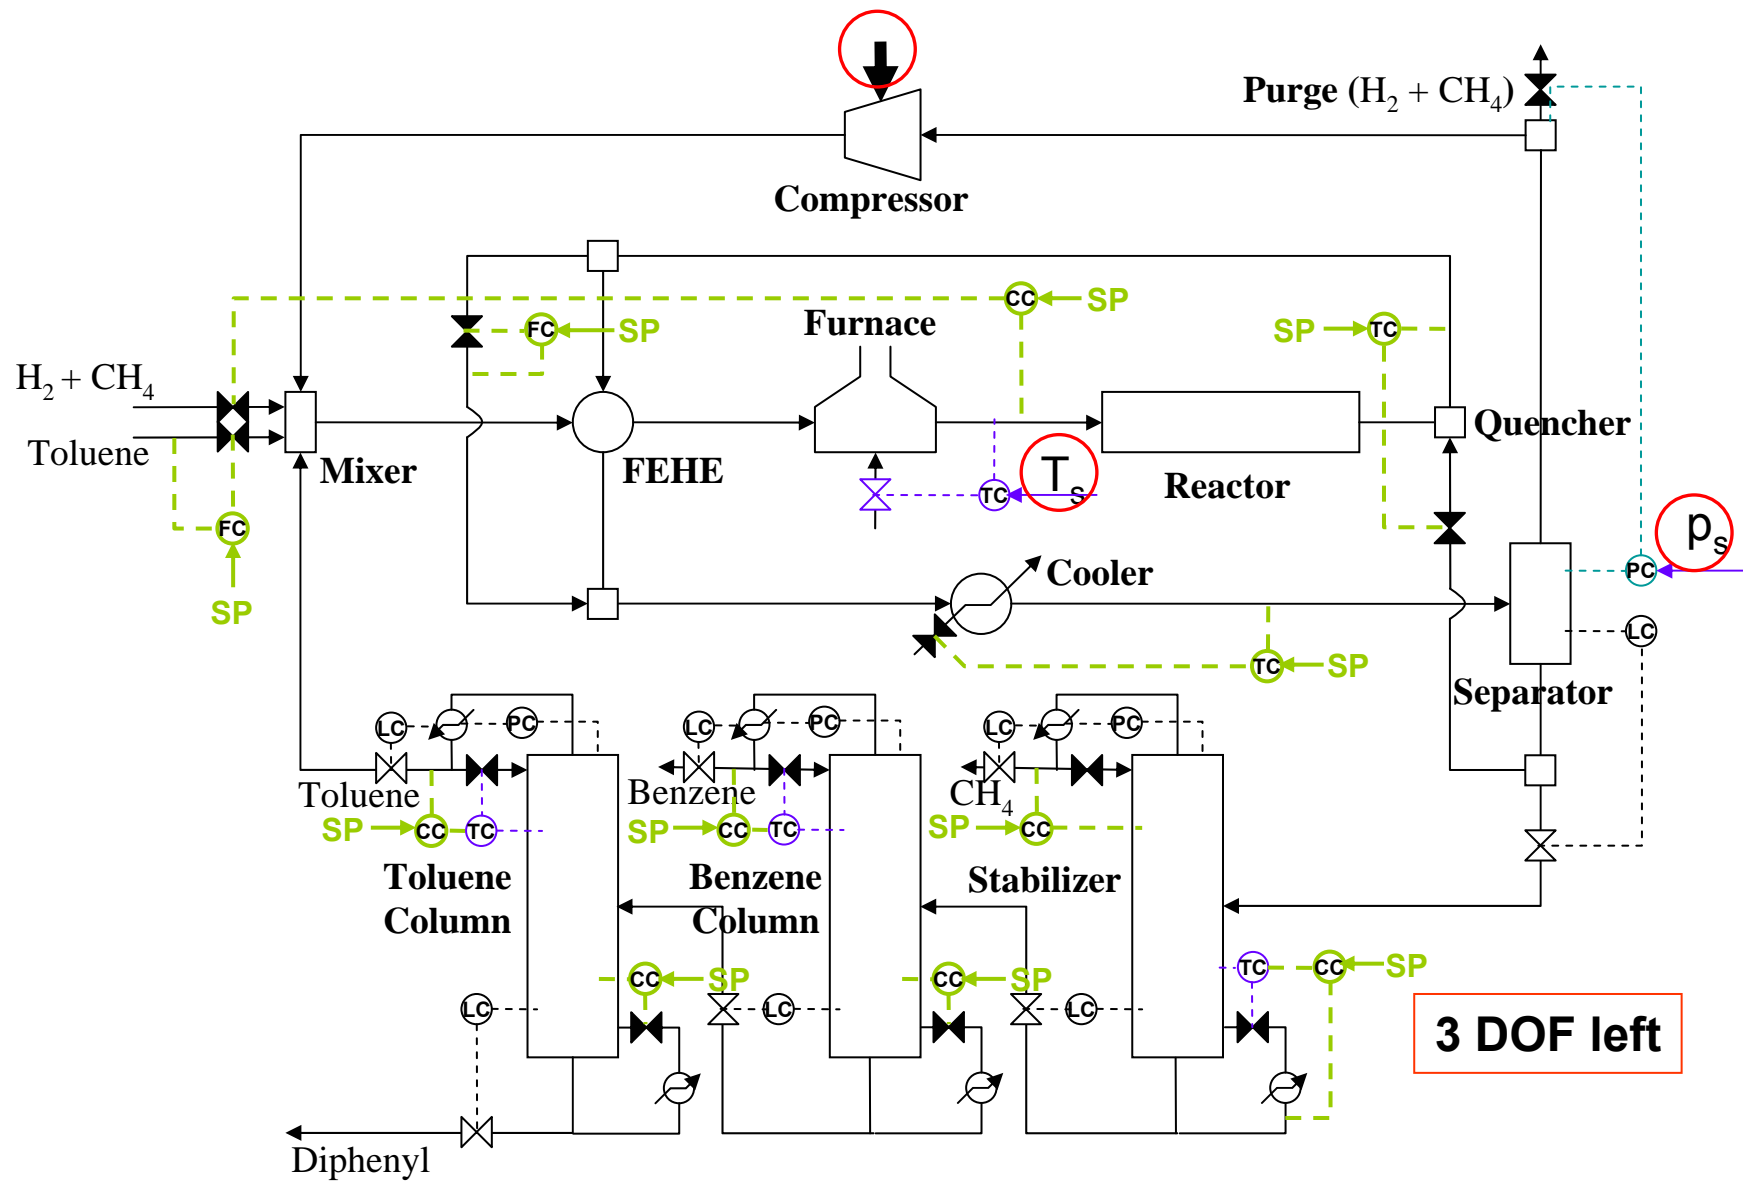 Purge (H2 + CH4)
Compressor
CC
SP
Furnace
FC
SP
SP
TC
H2 + CH4
Toluene
Mixer
FEHE
Ts
TC
Reactor
Quencher
FC
SP
ps
PC
Cooler
LC
TC
SP
Separator
LC
PC
LC
PC
LC
PC
Toluene
Benzene
CH4
SP
CC
TC
SP
CC
TC
SP
CC
Toluene
Column
Benzene
Column
Stabilizer
CC
SP
CC
SP
TC
CC
SP
LC
LC
LC
3 DOF left
Diphenyl